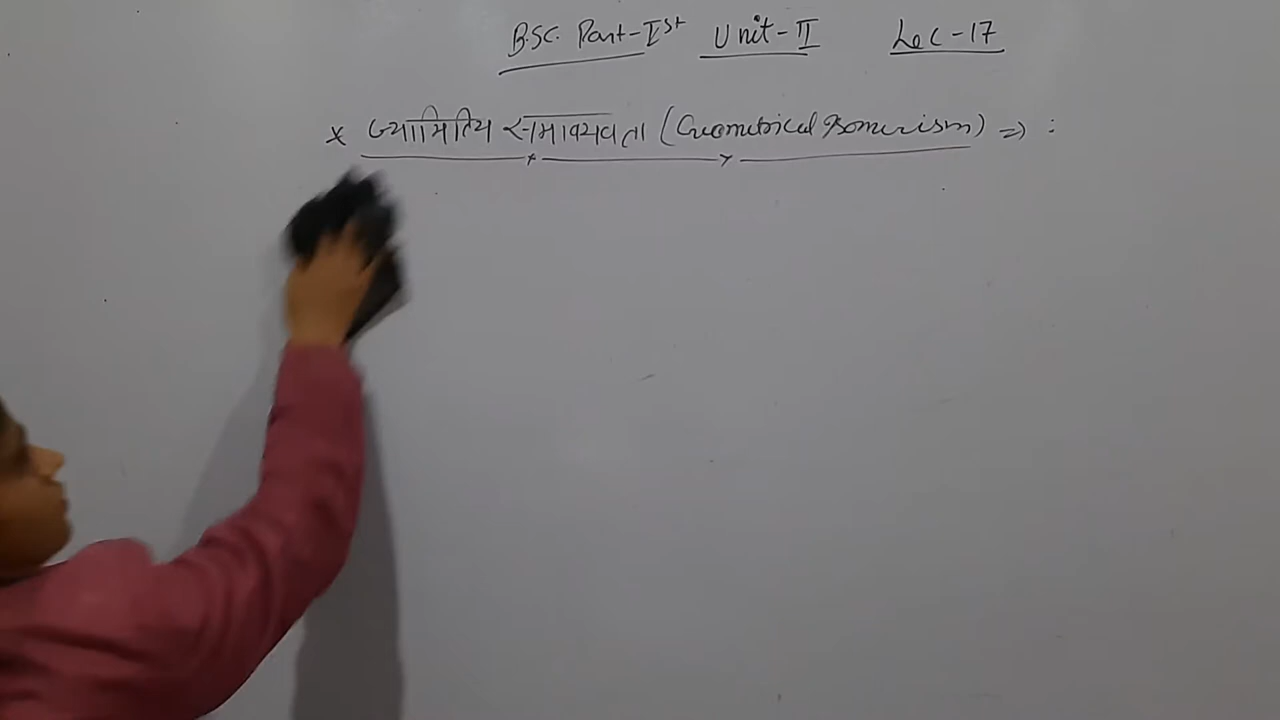 B.SC. Part-Ist Unit-II Lec-17
× ज्यामितिय समावयवता (Geometrical Isomerism) => :